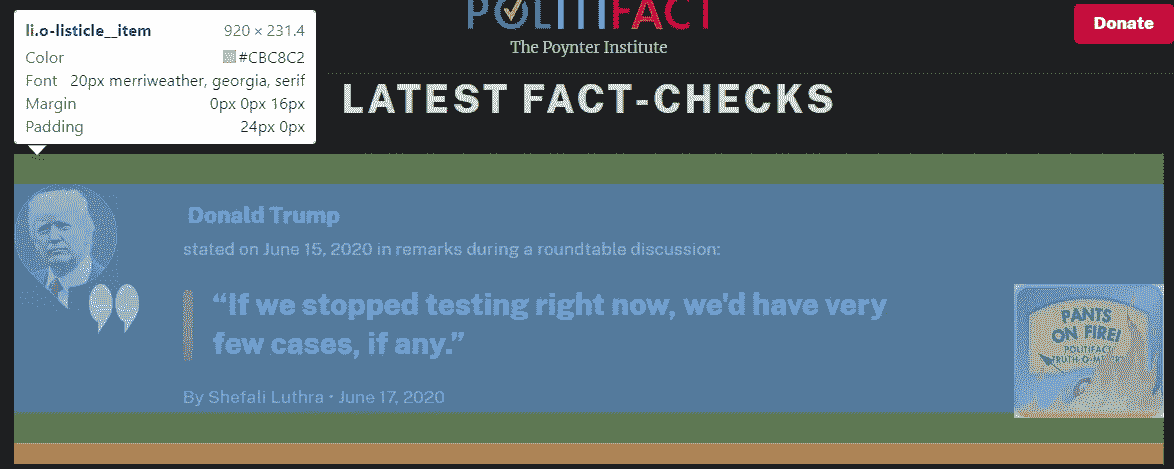 li.o-listicle__item 920 × 231.4
Color #CBC8C2
Font 20px merriweather, georgia, serif
Margin 0px 0px 16px
Padding 24px 0px
POLITIFACT
The Poynter Institute
Donate
LATEST FACT-CHECKS
Donald Trump
stated on June 15, 2020 in remarks during a roundtable discussion:
“If we stopped testing right now, we'd have very
few cases, if any.”
By Shefali Luthra • June 17, 2020
PANTS
ON FIRE!
POLITIFACT
TRUTH-O-METER